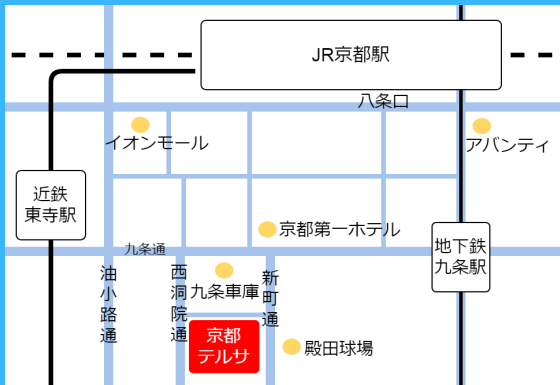 JR京都駅
八条口
イオンモール
アバンティ
近鉄
東寺駅
京都第一ホテル
九条通
地下鉄
九条駅
油小路通
西洞院通
九条車庫
新町通
京都
テルサ
殿田球場